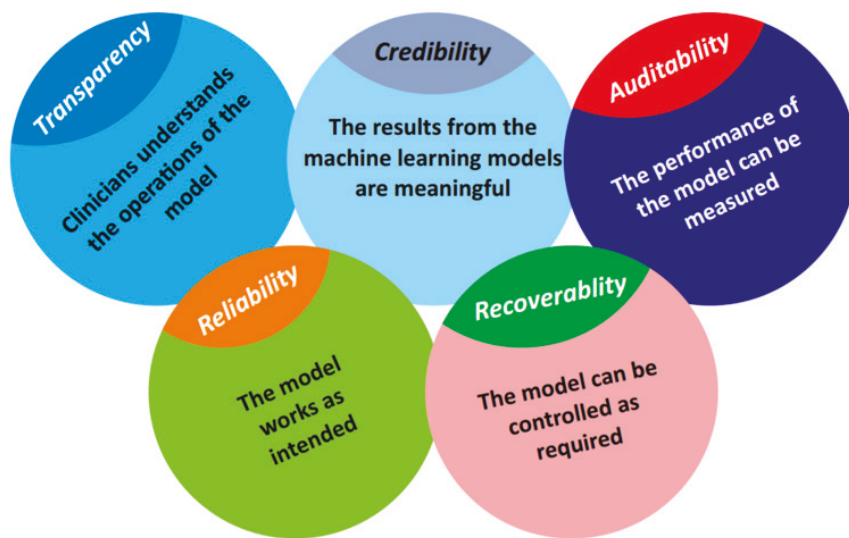 Transparency
Clinicians understands
the operations of the
model
Credibility
The results from the
machine learning models
are meaningful
Auditability
The performance of
the model can be
measured
Reliability
The model
works as
intended
Recoverablity
The model can be
controlled as
required